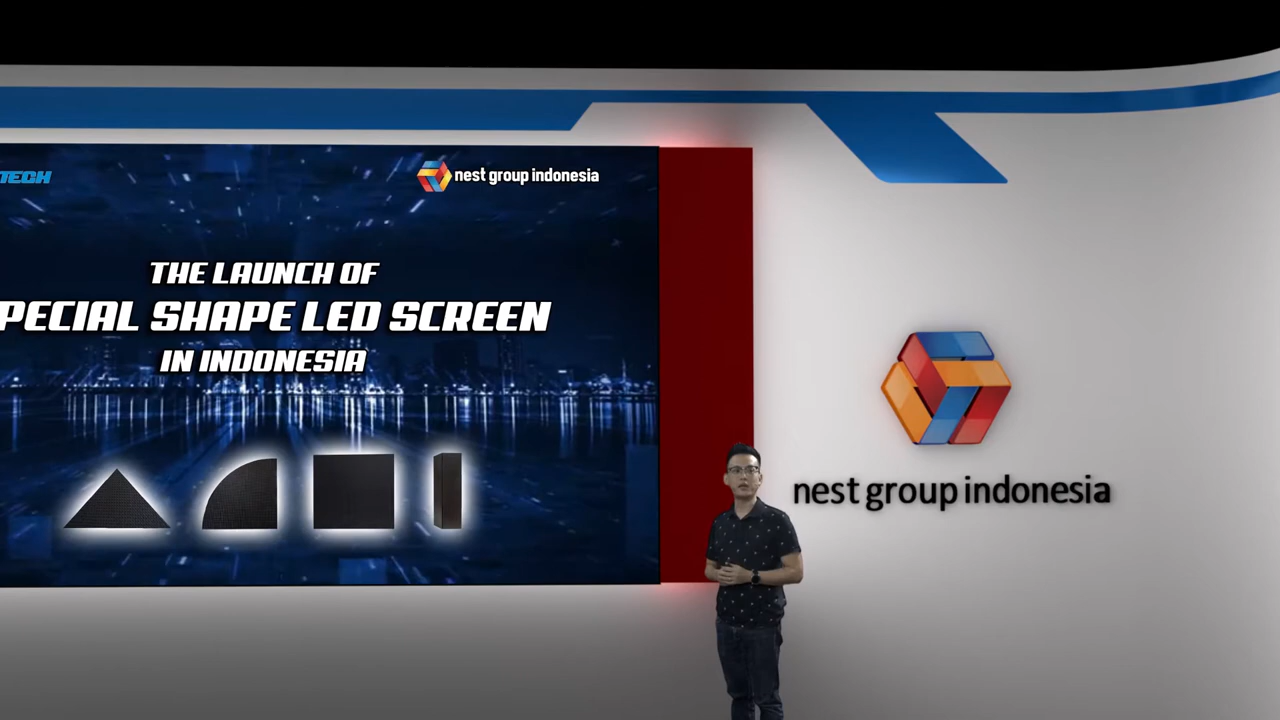 TECH
nest group indonesia
THE LAUNCH OF
PECIAL SHAPE LED SCREEN
IN INDONESIA
nest group indonesia